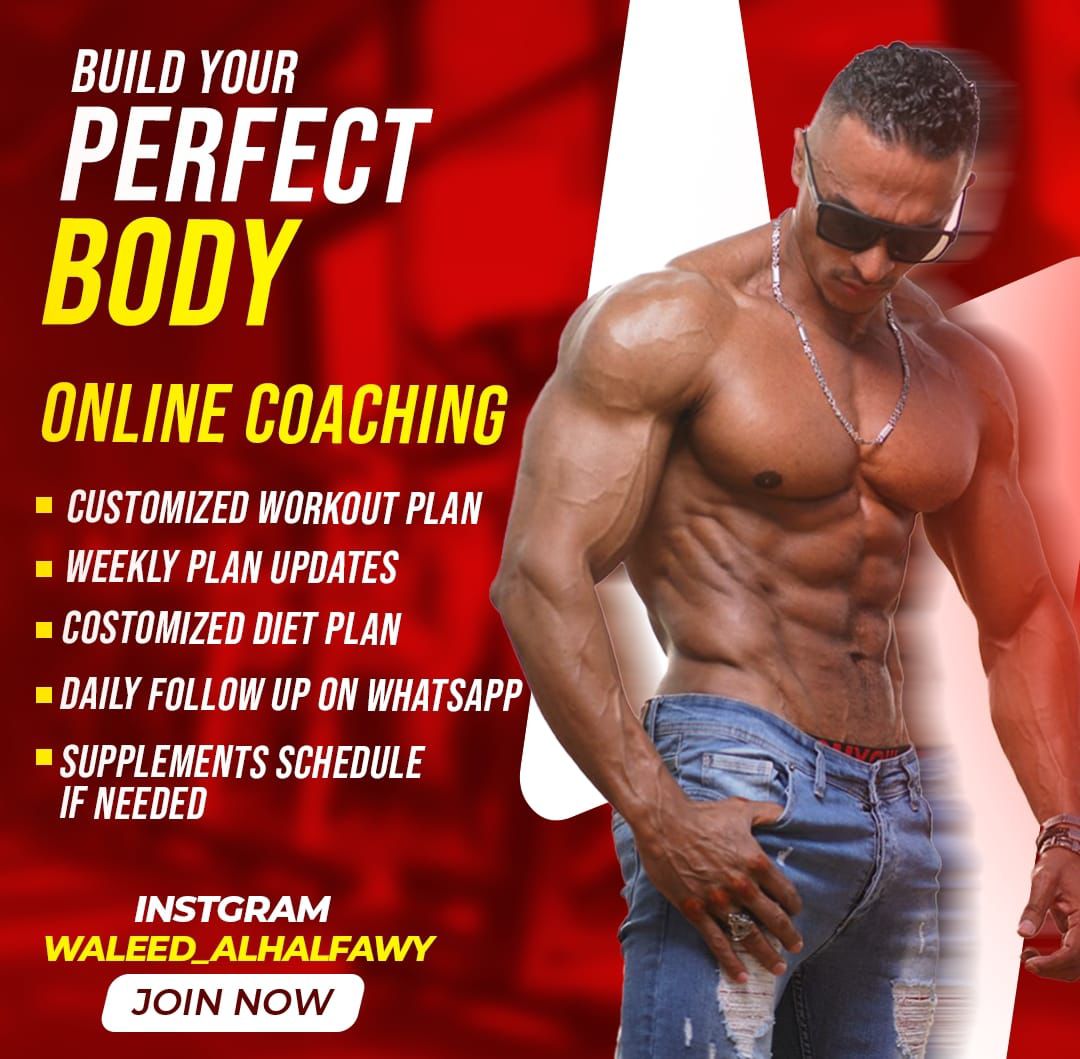 BUILD YOUR
PERFECT
BODY
ONLINE COACHING
CUSTOMIZED WORKOUT PLAN
WEEKLY PLAN UPDATES
COSTOMIZED DIET PLAN
DAILY FOLLOW UP ON WHATSAPP
SUPPLEMENTS SCHEDULE
IF NEEDED
INSTGRAM
WALEED_ALHALFAWY
JOIN NOW